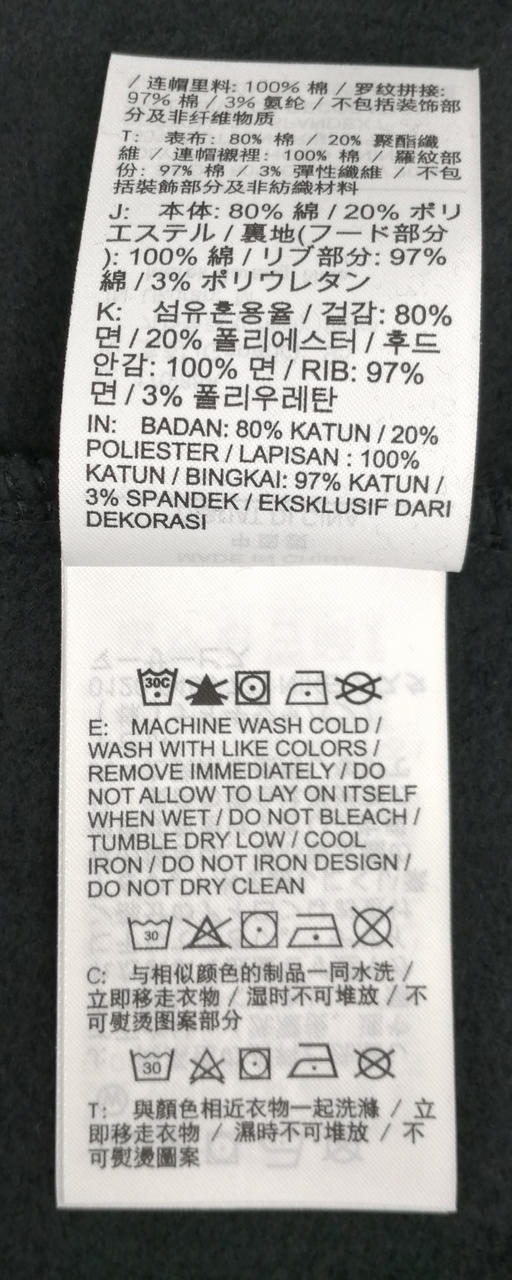 / 连帽里料: 100% 棉 / 罗纹拼接:
97% 棉 / 3% 氨纶 / 不包括装饰部
分及非纤维物质
T: 表布: 80% 棉 / 20% 聚酯纖
維 / 連帽襯裡: 100% 棉 / 羅紋部
份: 97% 棉 / 3% 彈性纖維 / 不包
括裝飾部分及非紡織材料
J: 本体: 80% 綿 / 20% ポリ
エステル / 裏地(フード部分
): 100% 綿 / リブ部分: 97%
綿 / 3% ポリウレタン
K: 섬유혼용율 / 겉감: 80%
면 / 20% 폴리에스터 / 후드
안감: 100% 면 / RIB: 97%
면 / 3% 폴리우레탄
IN: BADAN: 80% KATUN / 20%
POLIESTER / LAPISAN : 100%
KATUN / BINGKAI: 97% KATUN /
3% SPANDEK / EKSKLUSIF DARI
DEKORASI
30C
E: MACHINE WASH COLD /
WASH WITH LIKE COLORS /
REMOVE IMMEDIATELY / DO
NOT ALLOW TO LAY ON ITSELF
WHEN WET / DO NOT BLEACH /
TUMBLE DRY LOW / COOL
IRON / DO NOT IRON DESIGN /
DO NOT DRY CLEAN
30
C: 与相似颜色的制品一同水洗 /
立即移走衣物 / 湿时不可堆放 / 不
可熨烫图案部分
30
T: 與顏色相近衣物一起洗滌 / 立
即移走衣物 / 濕時不可堆放 / 不
可熨燙圖案